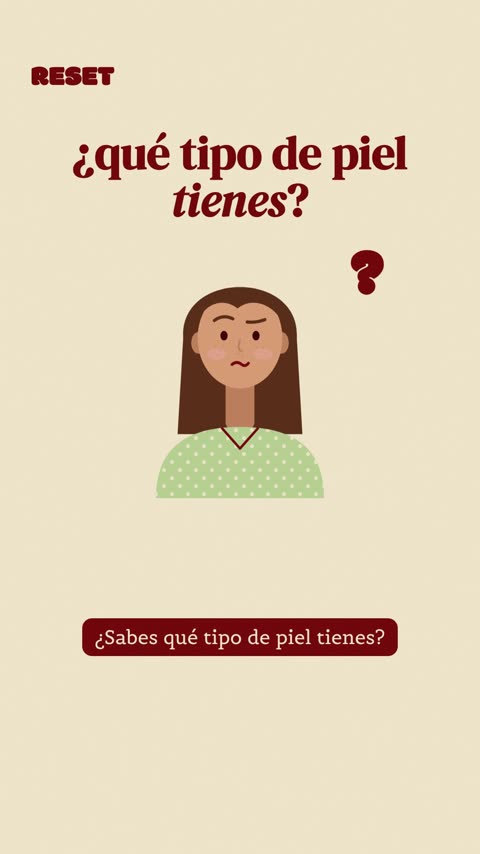 RESET
¿qué tipo de piel
tienes?
?
¿Sabes qué tipo de piel tienes?